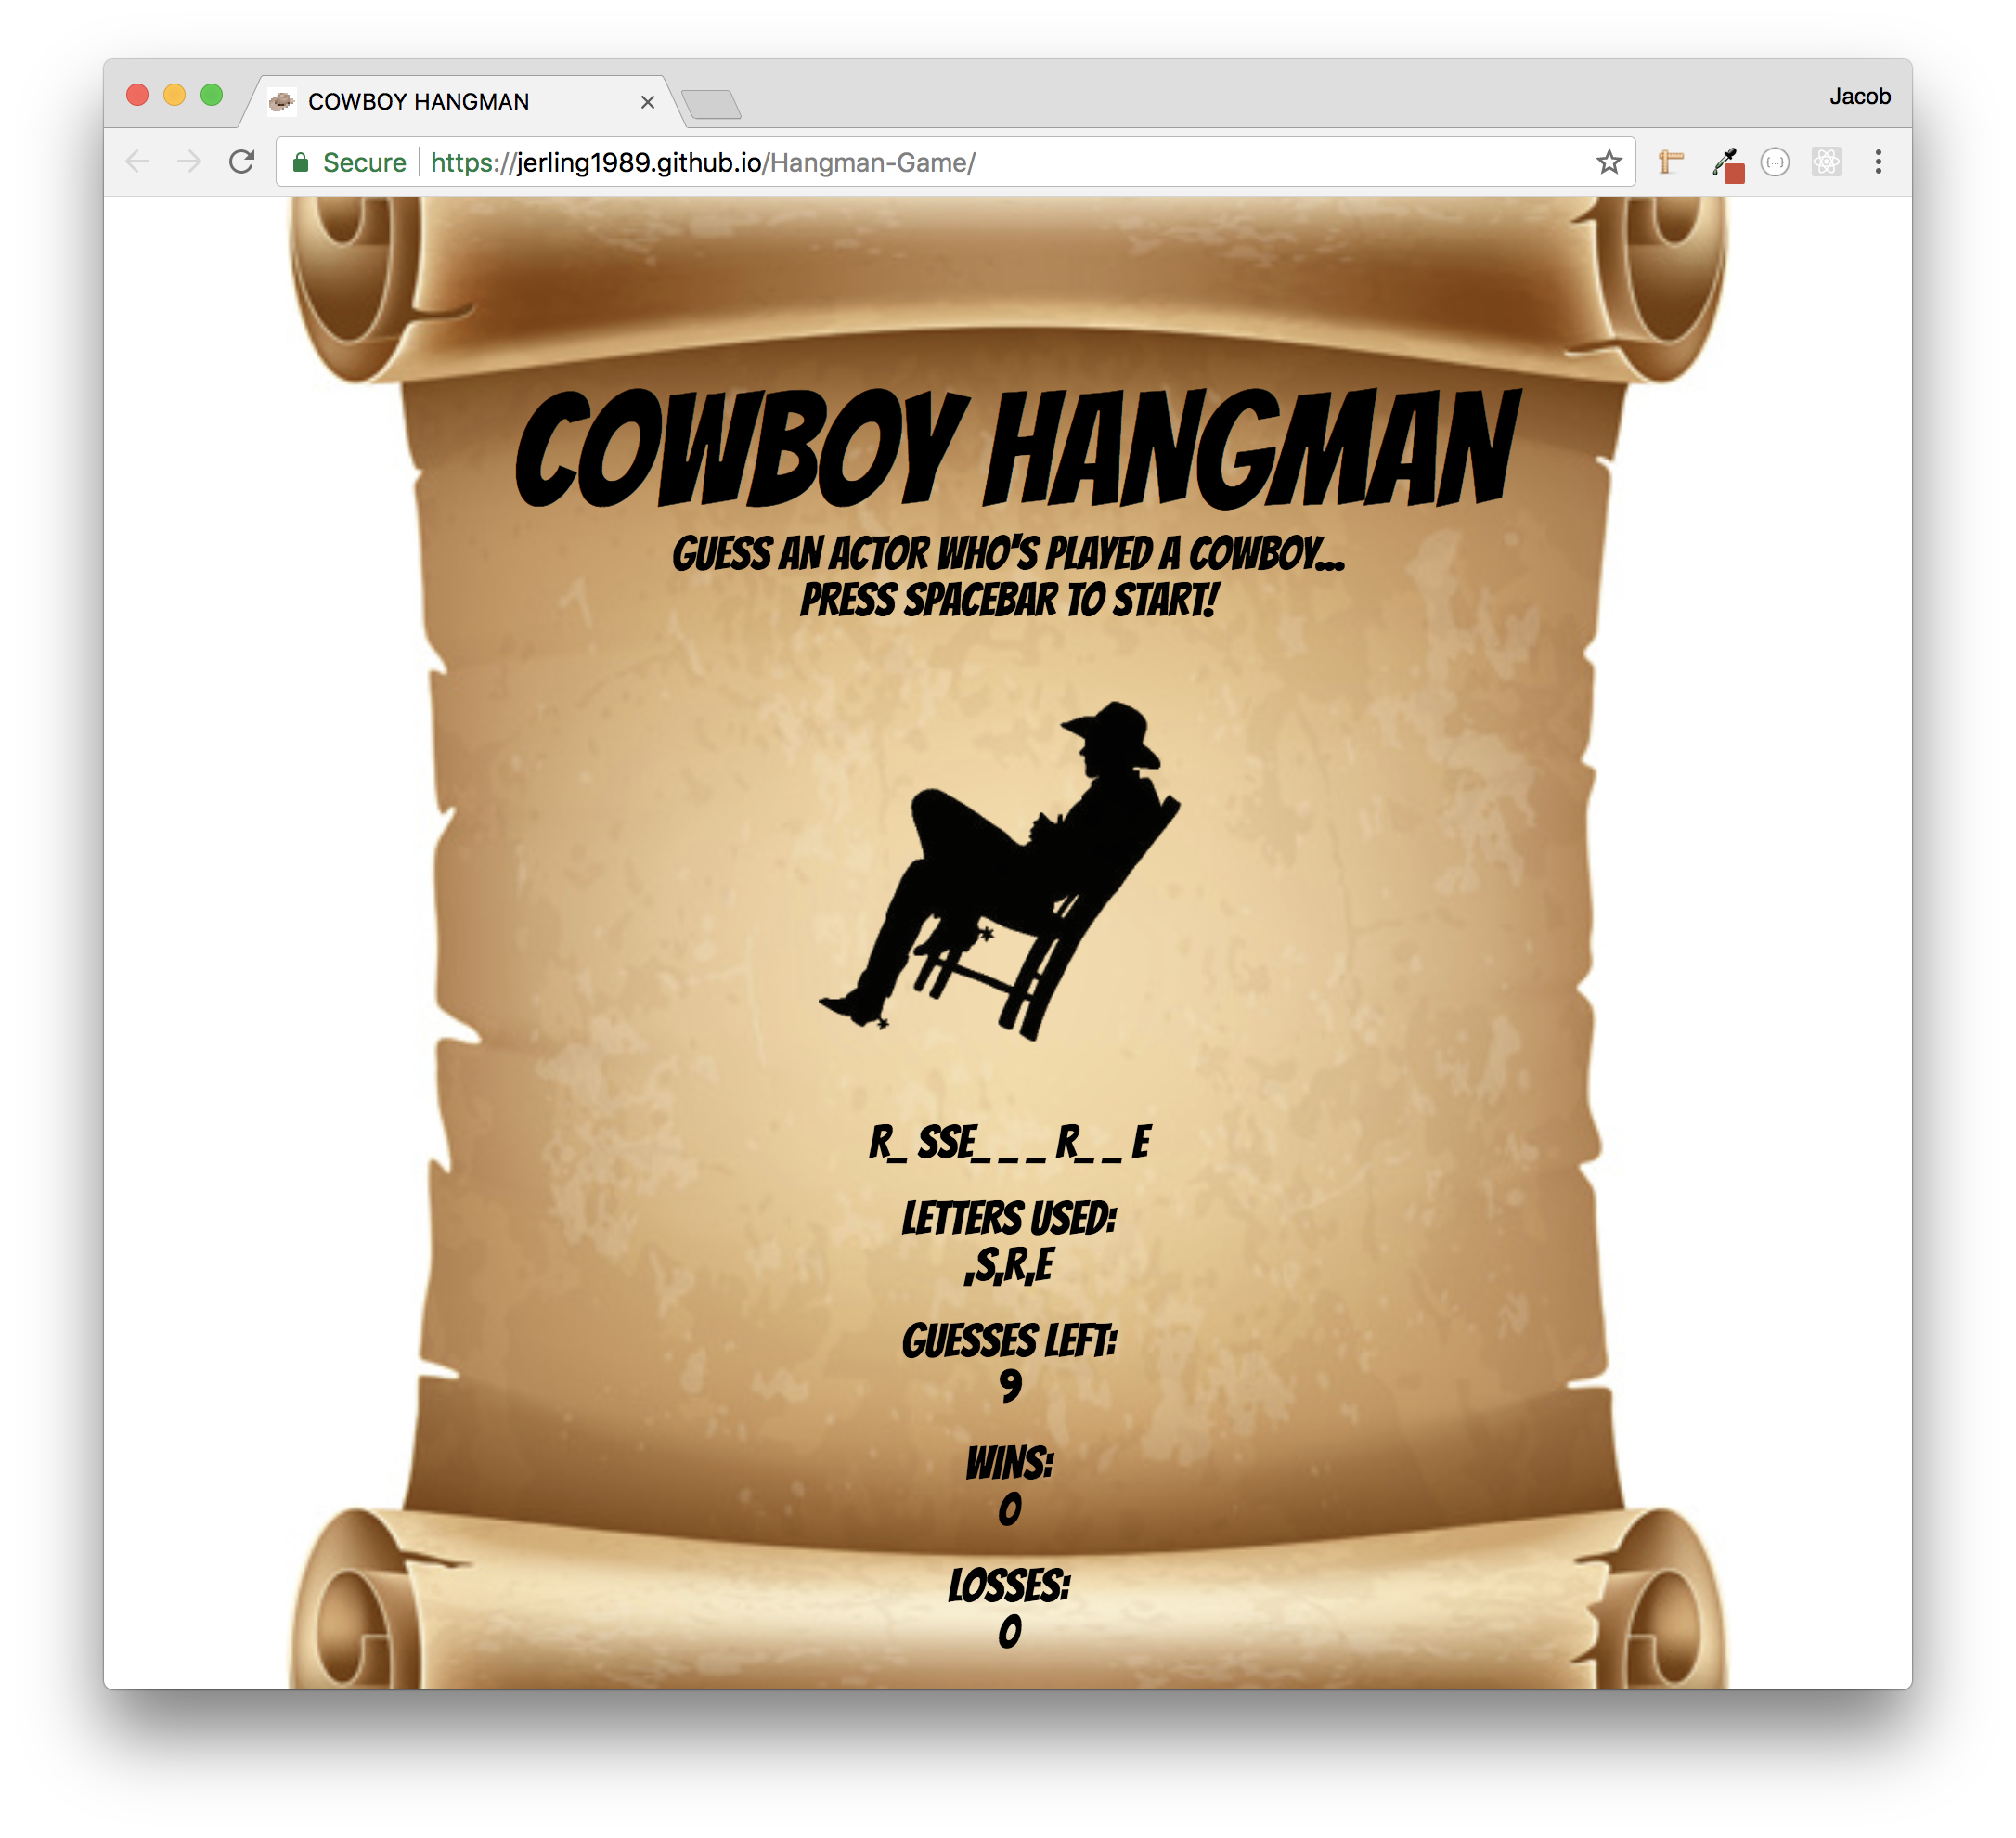 COWBOY HANGMAN
Jacob
Secure https://jerling1989.github.io/Hangman-Game/
{...}
COWBOY HANGMAN
GUESS AN ACTOR WHO'S PLAYED A COWBOY...
PRESS SPACEBAR TO START!
R_ SSE_ _ _ R_ _ E
LETTERS USED:
,S,R,E
GUESSES LEFT:
9
WINS:
0
LOSSES:
0